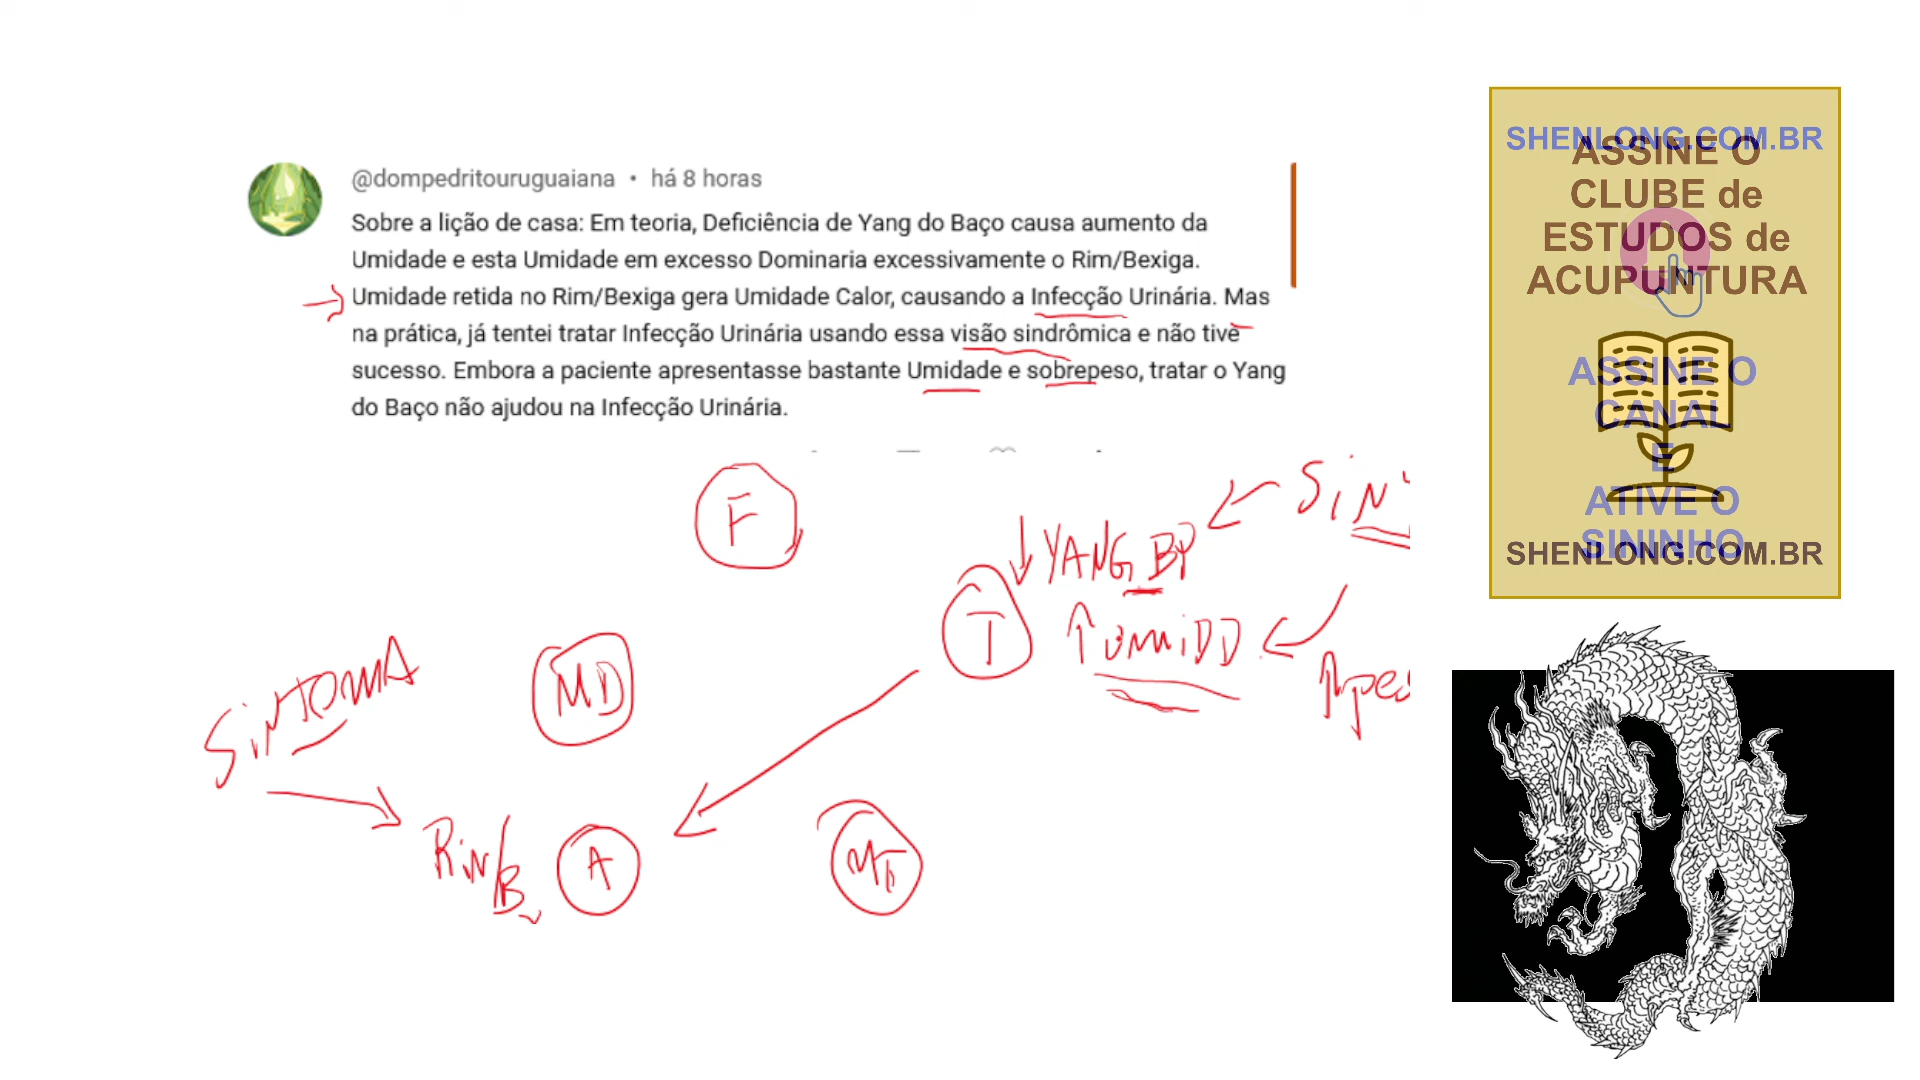 @dompedritouruguaiana • há 8 horas
Sobre a lição de casa: Em teoria, Deficiência de Yang do Baço causa aumento da
Umidade e esta Umidade em excesso Dominaria excessivamente o Rim/Bexiga.
Umidade retida no Rim/Bexiga gera Umidade Calor, causando a Infecção Urinária. Mas
na prática, já tentei tratar Infecção Urinária usando essa visão sindrômica e não tive
sucesso. Embora a paciente apresentasse bastante Umidade e sobrepeso, tratar o Yang
do Baço não ajudou na Infecção Urinária.
F
SiN
↓ YANG BP
T
↑ UMiDD
SiNTOMA
MD
RiN/B
A
MT
SHENLONG.COM.BR
ASSINE O
CLUBE de
ESTUDOS de
ACUPUNTURA
ASSINE O
CANAL
E
ATIVE O
SININHO
SHENLONG.COM.BR